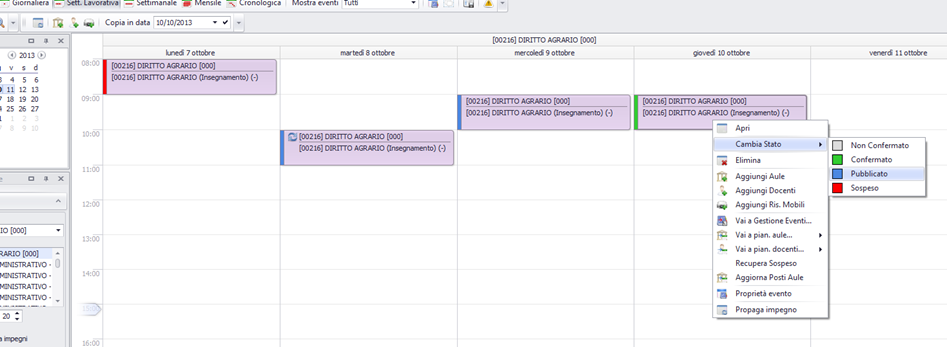 Giornaliera Sett. Lavorativa Settimanale Mensile Cronologica Mostra eventi Tutti
Copia in data 10/10/2013
[00216] DIRITTO AGRARIO [000]
lunedì 7 ottobre martedì 8 ottobre mercoledì 9 ottobre giovedì 10 ottobre venerdì 11 ottobre
2013
v s d
4 5 6
11 12 13
18 19 20
25 26 27
1 2 3
8 9 10
08:00
[00216] DIRITTO AGRARIO [000]
[00216] DIRITTO AGRARIO (Insegnamento) (-)
09:00
[00216] DIRITTO AGRARIO [000]
[00216] DIRITTO AGRARIO (Insegnamento) (-)
[00216] DIRITTO AGRARIO [000]
[00216] DIRITTO AGRARIO (Insegnamento) (-)
10:00
[00216] DIRITTO AGRARIO [000]
[00216] DIRITTO AGRARIO (Insegnamento) (-)
11:00
12:00
13:00
14:00
16:00
Apri
Cambia Stato
Elimina
Aggiungi Aule
Aggiungi Docenti
Aggiungi Ris. Mobili
Vai a Gestione Eventi...
Vai a pian. aule...
Vai a pian. docenti...
Recupera Sospeso
Aggiorna Posti Aule
Proprietà evento
Propaga impegno
Non Confermato
Confermato
Pubblicato
Sospeso
IO [000]
RARIO [000]
MINISTRATIVO -
MINISTRATIVO -
MINISTRATIVO -
MINISTRATIVO -
20
a impegni